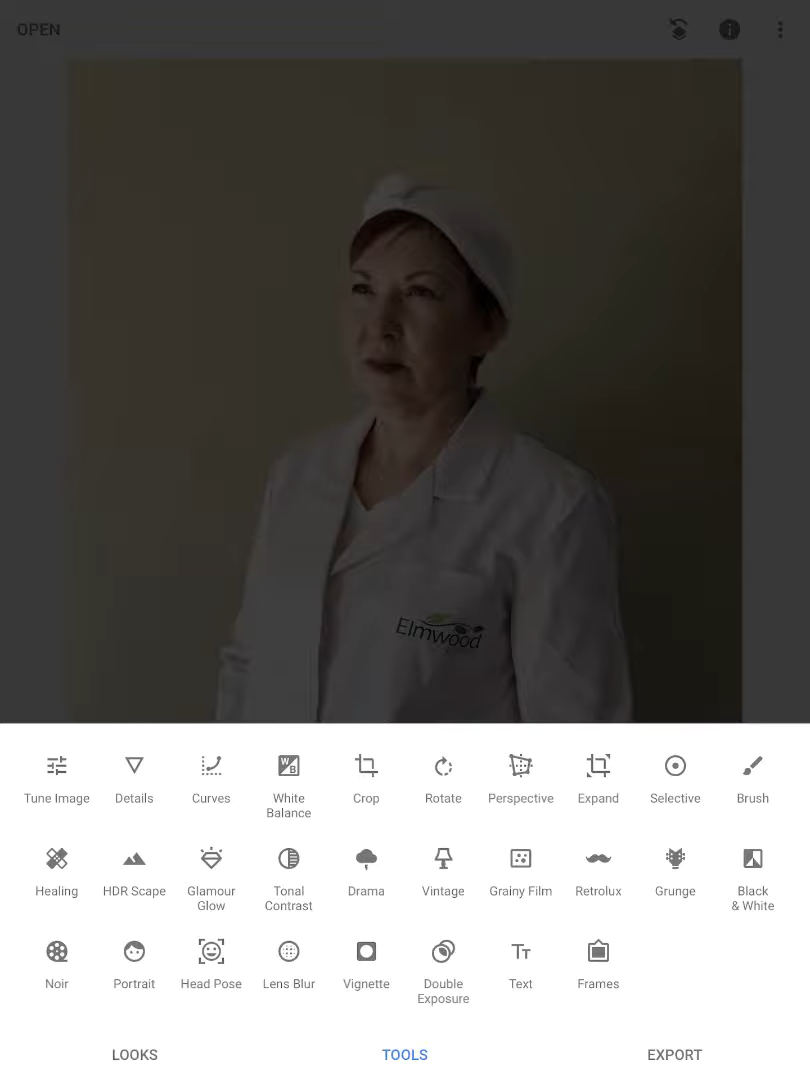 OPEN
Elmwood
Tune Image
Details
Curves
White
Balance
Crop
Rotate
Perspective
Expand
Selective
Brush
Healing
HDR Scape
Glamour
Glow
Tonal
Contrast
Drama
Vintage
Grainy Film
Retrolux
Grunge
Black
& White
Noir
Portrait
Head Pose
Lens Blur
Vignette
Double
Exposure
Text
Frames
LOOKS
TOOLS
EXPORT